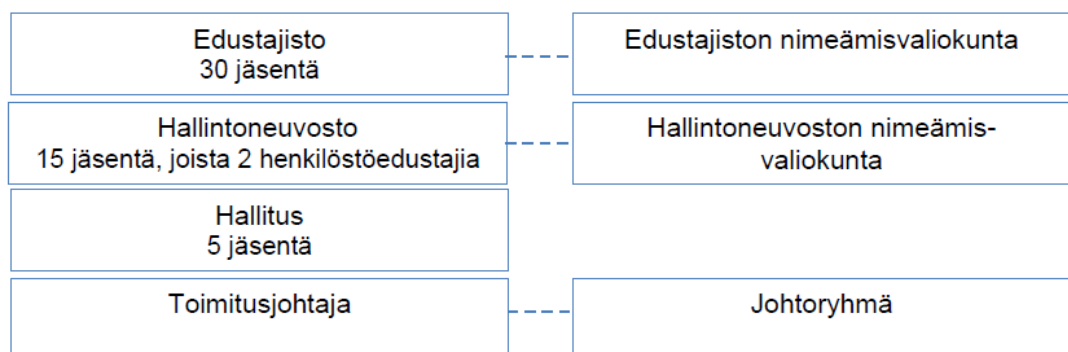 Edustajisto
30 jäsentä
Edustajiston nimeämisvaliokunta
Hallintoneuvosto
15 jäsentä, joista 2 henkilöstöedustajia
Hallintoneuvoston nimeämis-
valiokunta
Hallitus
5 jäsentä
Toimitusjohtaja
Johtoryhmä